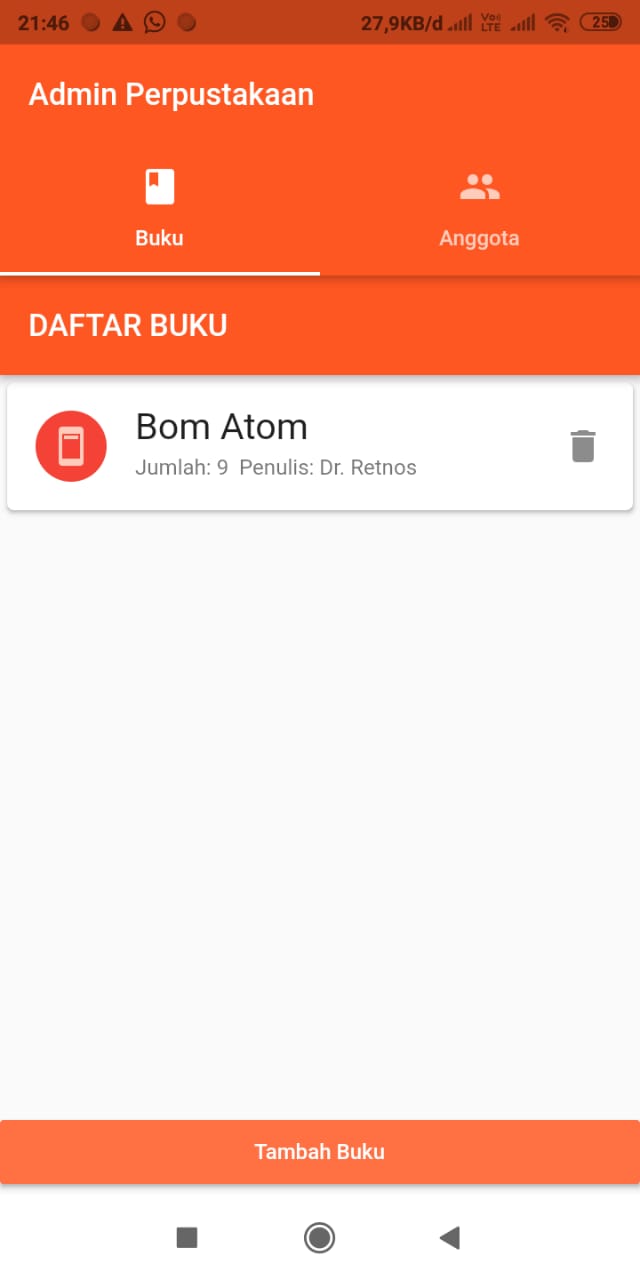 21:46 27,9KB/d Vo LTE 25
Admin Perpustakaan
Buku Anggota
DAFTAR BUKU
Bom Atom
Jumlah: 9 Penulis: Dr. Retnos
Tambah Buku